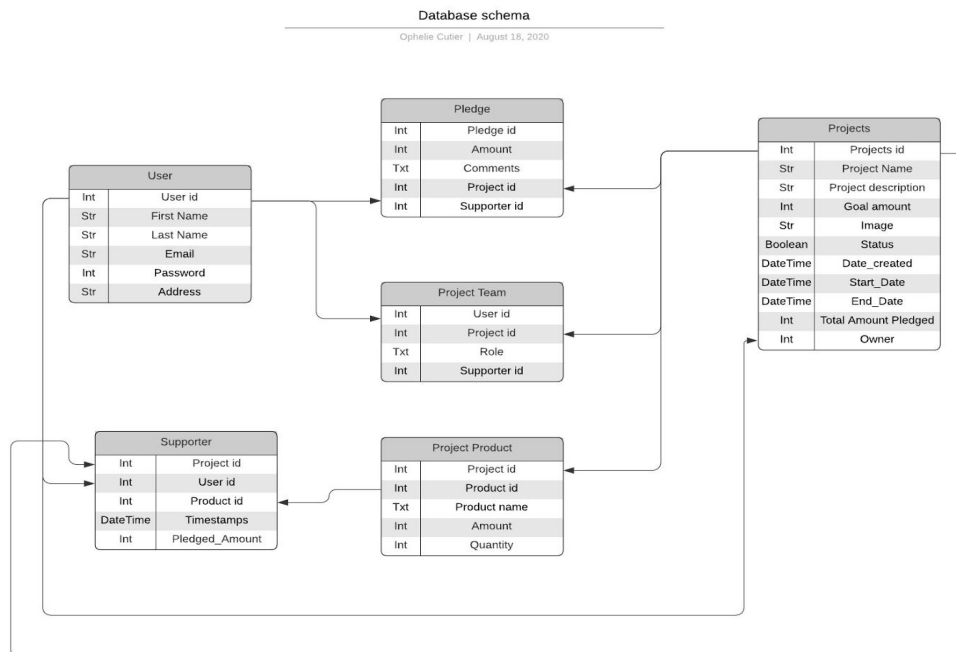 Database schema
Ophelie Cutier | August 18, 2020
Pledge
Int Pledge id
Int Amount
Txt Comments
Int Project id
Int Supporter id
Projects
Int Projects id
Str Project Name
Str Project description
Int Goal amount
Str Image
Boolean Status
DateTime Date_created
DateTime Start_Date
DateTime End_Date
Int Total Amount Pledged
Int Owner
User
Int User id
Str First Name
Str Last Name
Str Email
Int Password
Str Address
Project Team
Int User id
Int Project id
Txt Role
Int Supporter id
Supporter
Int Project id
Int User id
Int Product id
DateTime Timestamps
Int Pledged_Amount
Project Product
Int Project id
Int Product id
Txt Product name
Int Amount
Int Quantity